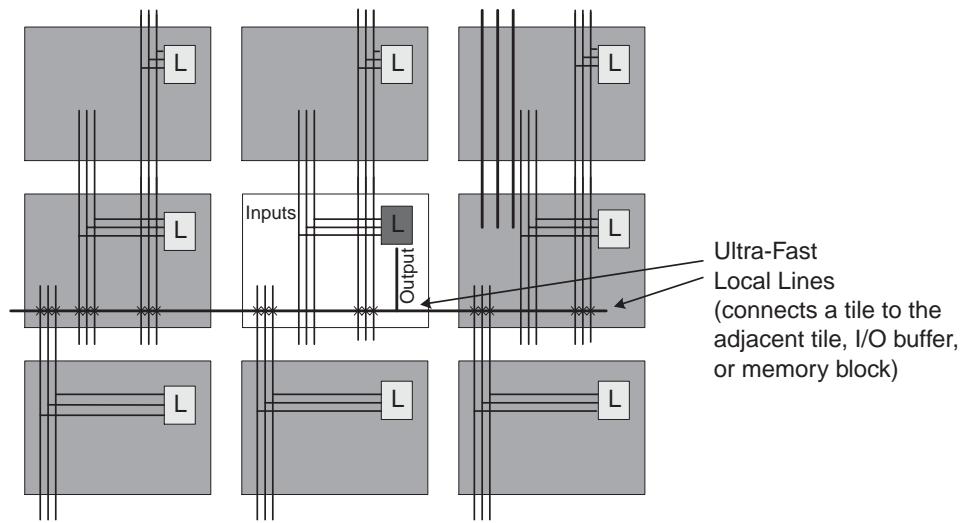 L
L
L
L
Inputs
L
Output
L
Ultra-Fast
Local Lines
(connects a tile to the
adjacent tile, I/O buffer,
or memory block)
L
L
L